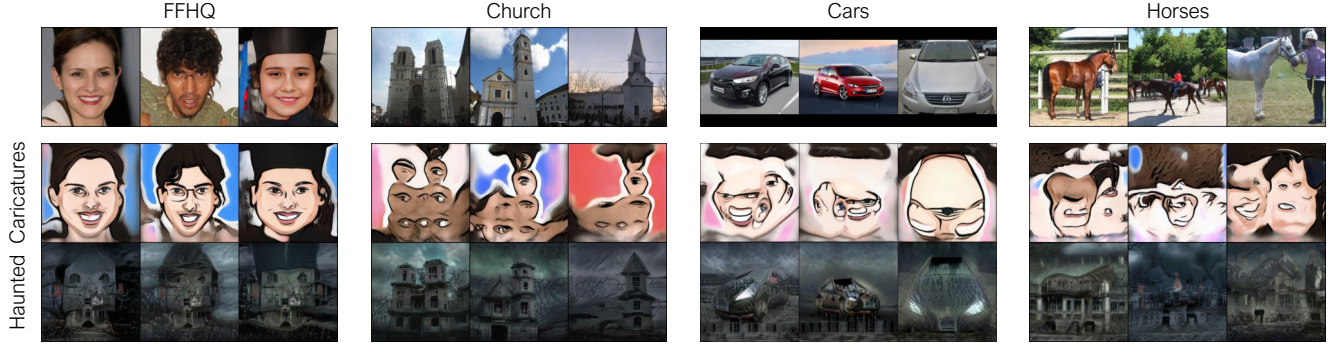 FFHQ
Church
Cars
Horses
Caricatures
Haunted